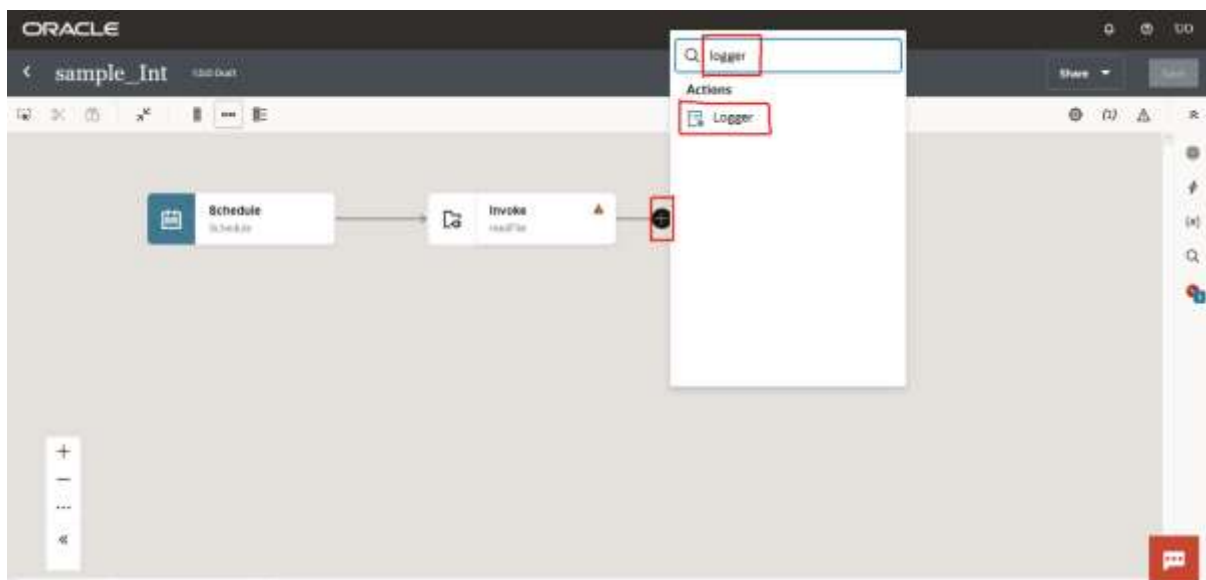 ORACLE
sample_Int
Share
logger
Actions
Logger
Schedule
Schedule
Invoke
readFile